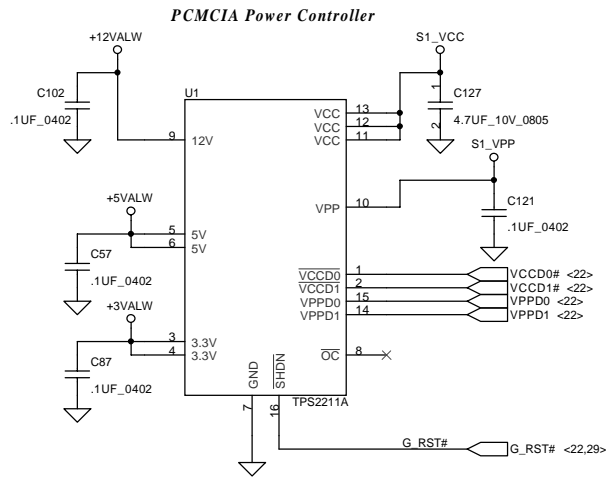 PCMCIA Power Controller
+12VALW
S1_VCC
C102
.1UF_0402
U1
9 12V
VCC 13
VCC 12
VCC 11
1
C127
2
4.7UF_10V_0805
S1_VPP
VPP 10
C121
.1UF_0402
+5VALW
5 5V
6 5V
C57
.1UF_0402
VCCD0 1
VCCD0# <22>
VCCD1 2
VCCD1# <22>
VPPD0 15
VPPD0 <22>
VPPD1 14
VPPD1 <22>
+3VALW
3 3.3V
4 3.3V
C87
.1UF_0402
OC 8
GND
SHDN
7
16
TPS2211A
G_RST#
G_RST# <22,29>